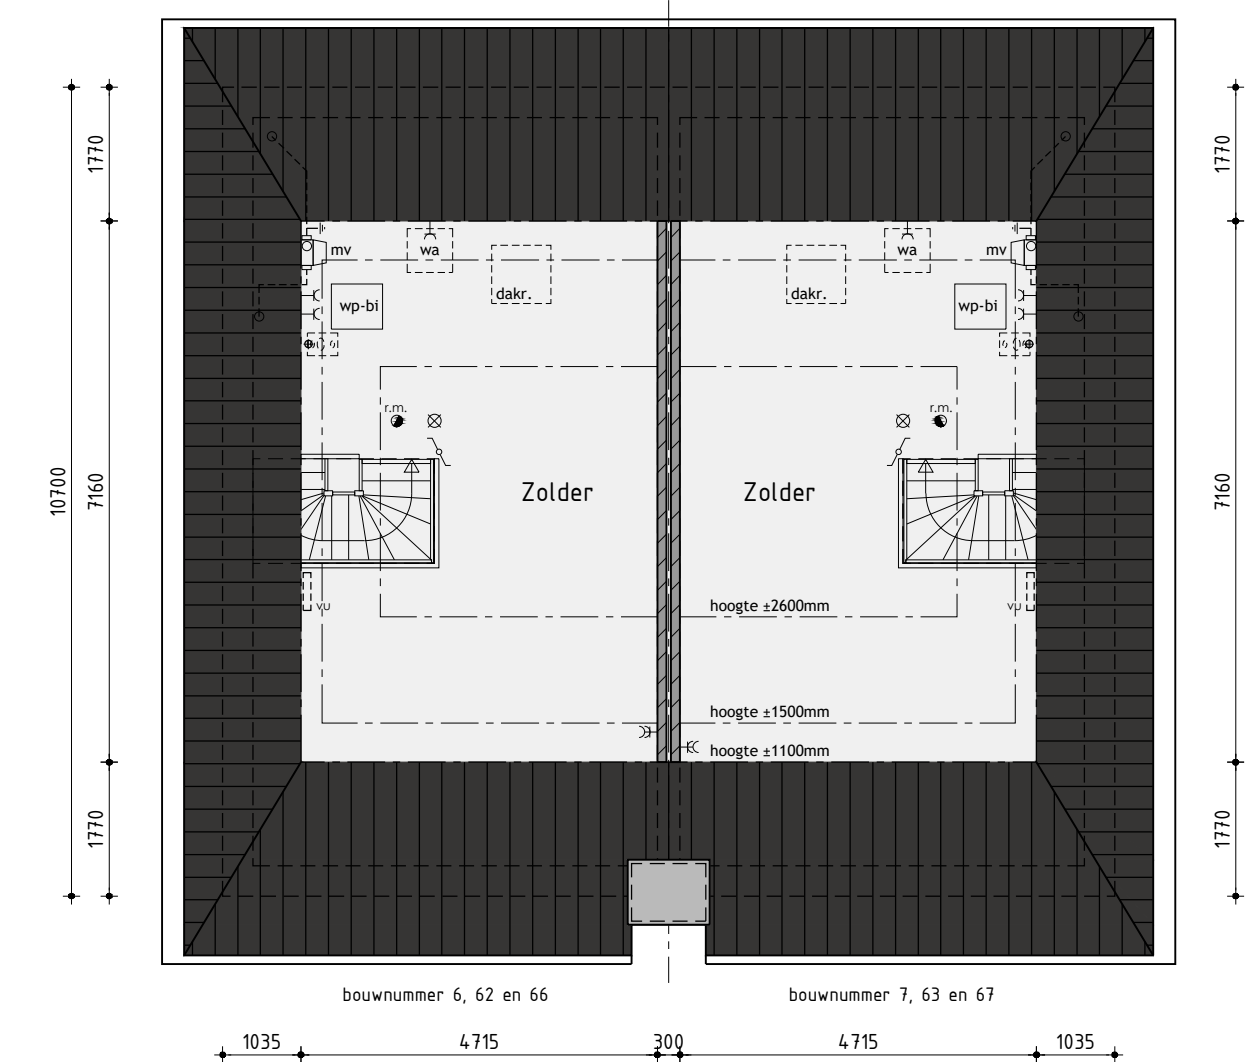 1770
1770
mv
wa
wa
mv
dakr.
dakr.
wp-bi
wp-bi
r.m.
r.m.
10700
7160
Zolder
Zolder
7160
vu
vu
hoogte ±2600mm
hoogte ±1500mm
hoogte ±1100mm
1770
1770
bouwnummer 6, 62 en 66
bouwnummer 7, 63 en 67
1035
4715
300
4715
1035